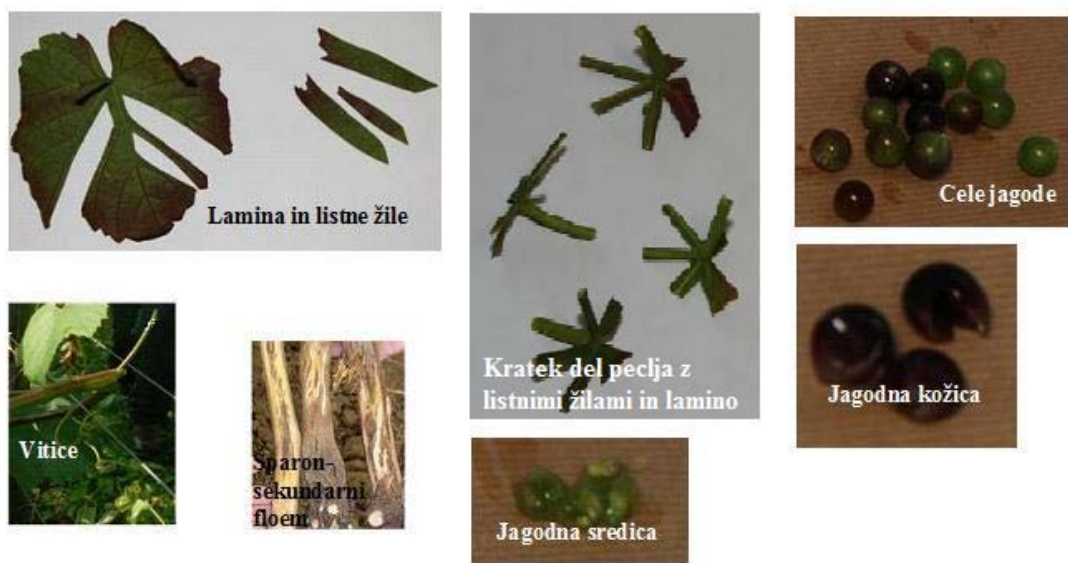 Lamina in listne žile
Kratek del peclja z
listnimi žilami in lamino
Cele jagode
Jagodna kožica
Vitice
Šparon-
sekundarni
floem
Jagodna sredica